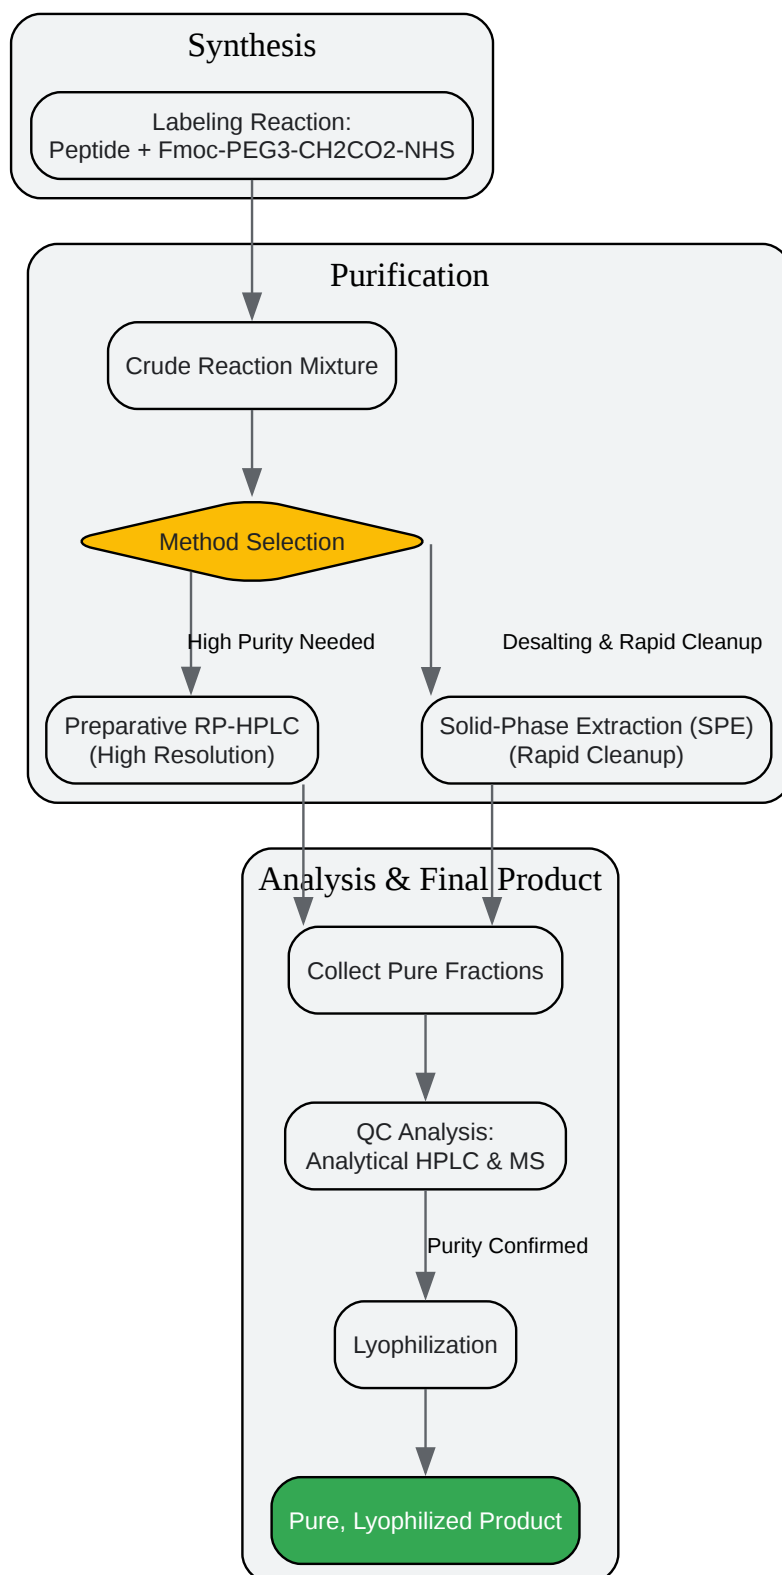 Synthesis
Labeling Reaction:
Peptide + Fmoc-PEG3-CH2CO2-NHS
Purification
Crude Reaction Mixture
Method Selection
High Purity Needed
Desalting & Rapid Cleanup
Preparative RP-HPLC
(High Resolution)
Solid-Phase Extraction (SPE)
(Rapid Cleanup)
Analysis & Final Product
Collect Pure Fractions
QC Analysis:
Analytical HPLC & MS
Purity Confirmed
Lyophilization
Pure, Lyophilized Product